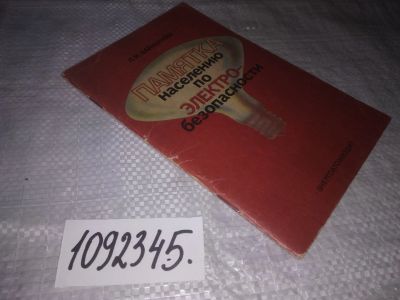 ПАМЯТКА
населению
по
ЭЛЕКТРО-
безопасности
1092345.